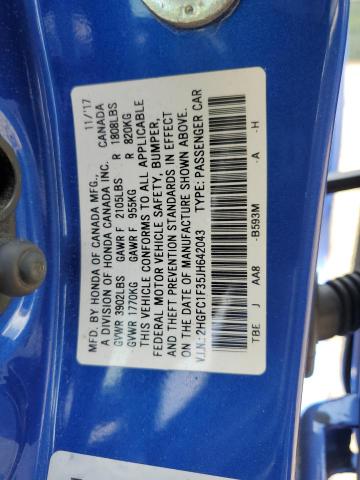 MFD. BY HONDA OF CANADA MFG., 11/17
A DIVISION OF HONDA CANADA INC. CANADA
GVWR 3902LBS GAWR F 2105LBS R 1808LBS
GVWR 1770KG GAWR F 955KG R 820KG
THIS VEHICLE CONFORMS TO ALL APPLICABLE
FEDERAL MOTOR VEHICLE SAFETY, BUMPER,
AND THEFT PREVENTION STANDARDS IN EFFECT
ON THE DATE OF MANUFACTURE SHOWN ABOVE.
V.I.N.:2HGFC1F35JH642043 TYPE: PASSENGER CAR
TBE J AA8 -B593M -A -H